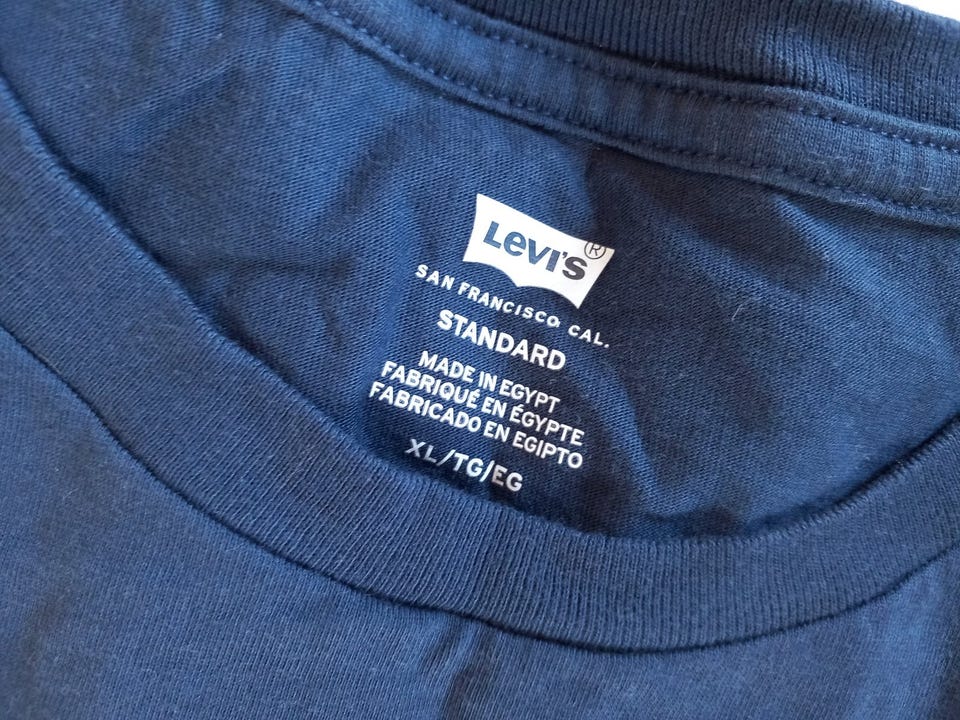 Levi's®
SAN FRANCISCO, CAL.
STANDARD
MADE IN EGYPT
FABRIQUÉ EN ÉGYPTE
FABRICADO EN EGIPTO
XL/TG/EG